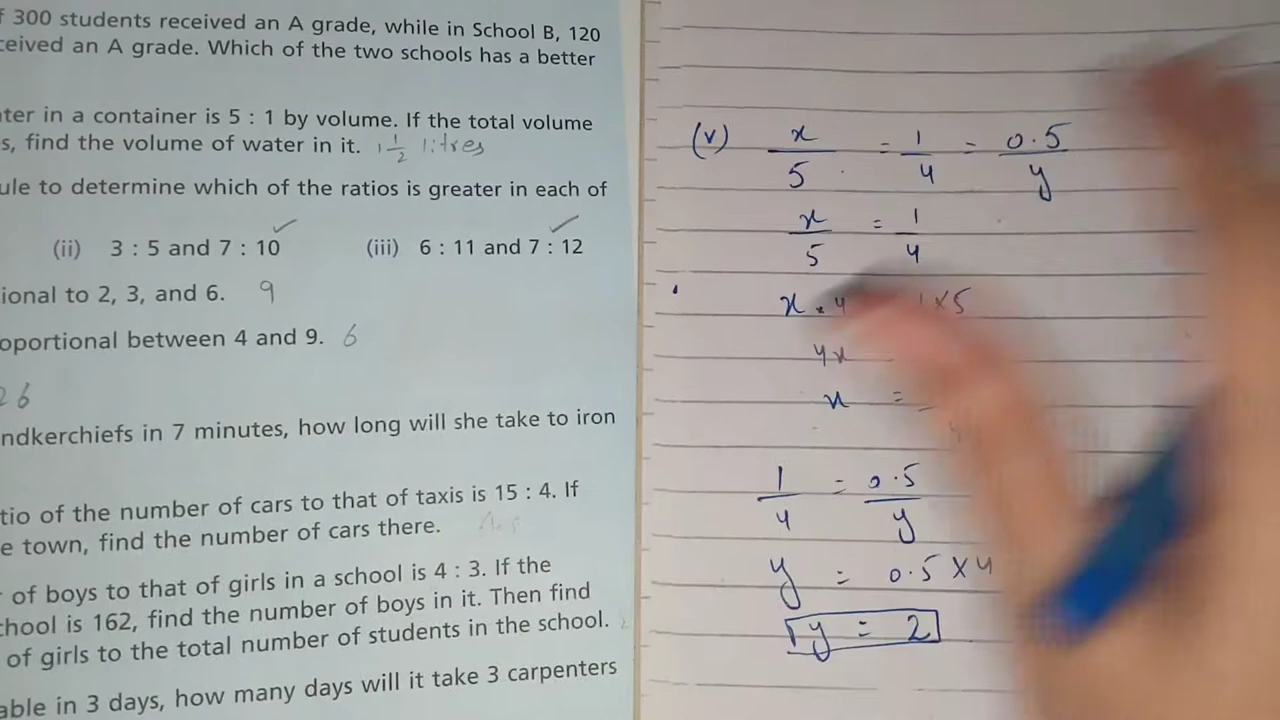 300 students received an A grade, while in School B, 120
ceived an A grade. Which of the two schools has a better
ter in a container is 5 : 1 by volume. If the total volume
s, find the volume of water in it. 1 1/2 litres
ule to determine which of the ratios is greater in each of
(ii) 3 : 5 and 7 : 10 ✓ (iii) 6 : 11 and 7 : 12 ✓
ional to 2, 3, and 6. 9
oportional between 4 and 9. 6
26
ndkerchiefs in 7 minutes, how long will she take to iron
tio of the number of cars to that of taxis is 15 : 4. If
e town, find the number of cars there.
of boys to that of girls in a school is 4 : 3. If the
chool is 162, find the number of boys in it. Then find
of girls to the total number of students in the school.
able in 3 days, how many days will it take 3 carpenters
(v) x/5 = 1/4 = 0.5/y
x/5 = 1/4
x × 4 1×5
4x
x =
1/4 = 0.5/y
y = 0.5 × 4
y = 2